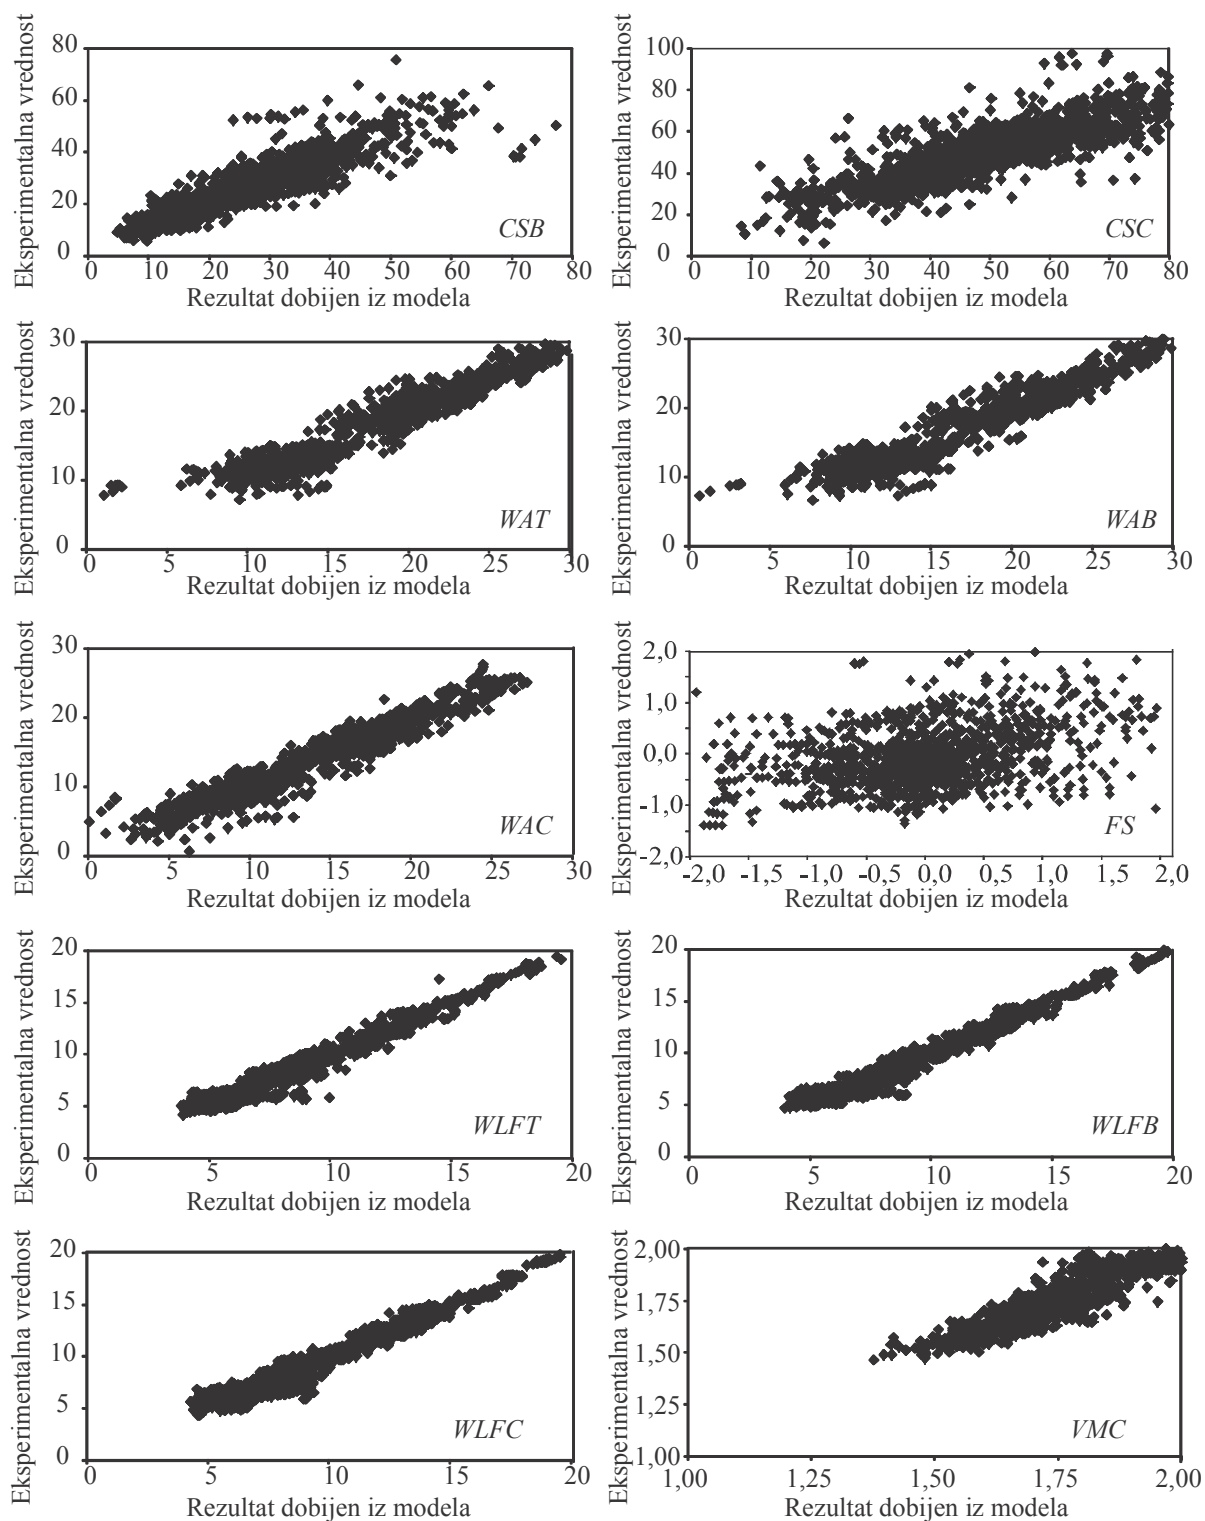 Eksperimentalna vrednost
80
60
40
20
0
CSB
0 10 20 30 40 50 60 70 80
Rezultat dobijen iz modela
Eksperimentalna vrednost
100
80
60
40
20
0
CSC
0 10 20 30 40 50 60 70 80
Rezultat dobijen iz modela
Eksperimentalna vrednost
30
20
10
0
WAT
0 5 10 15 20 25 30
Rezultat dobijen iz modela
Eksperimentalna vrednost
30
20
10
0
WAB
0 5 10 15 20 25 30
Rezultat dobijen iz modela
Eksperimentalna vrednost
30
20
10
0
WAC
0 5 10 15 20 25 30
Rezultat dobijen iz modela
Eksperimentalna vrednost
2,0
1,0
0,0
-1,0
-2,0
FS
-2,0 -1,5 -1,0 -0,5 0,0 0,5 1,0 1,5 2,0
Rezultat dobijen iz modela
Eksperimentalna vrednost
20
15
10
5
0
WLFT
0 5 10 15 20
Rezultat dobijen iz modela
Eksperimentalna vrednost
20
15
10
5
0
WLFB
0 5 10 15 20
Rezultat dobijen iz modela
Eksperimentalna vrednost
20
15
10
5
0
WLFC
0 5 10 15 20
Rezultat dobijen iz modela
Eksperimentalna vrednost
2,00
1,75
1,50
1,25
1,00
VMC
1,00 1,25 1,50 1,75 2,00
Rezultat dobijen iz modela